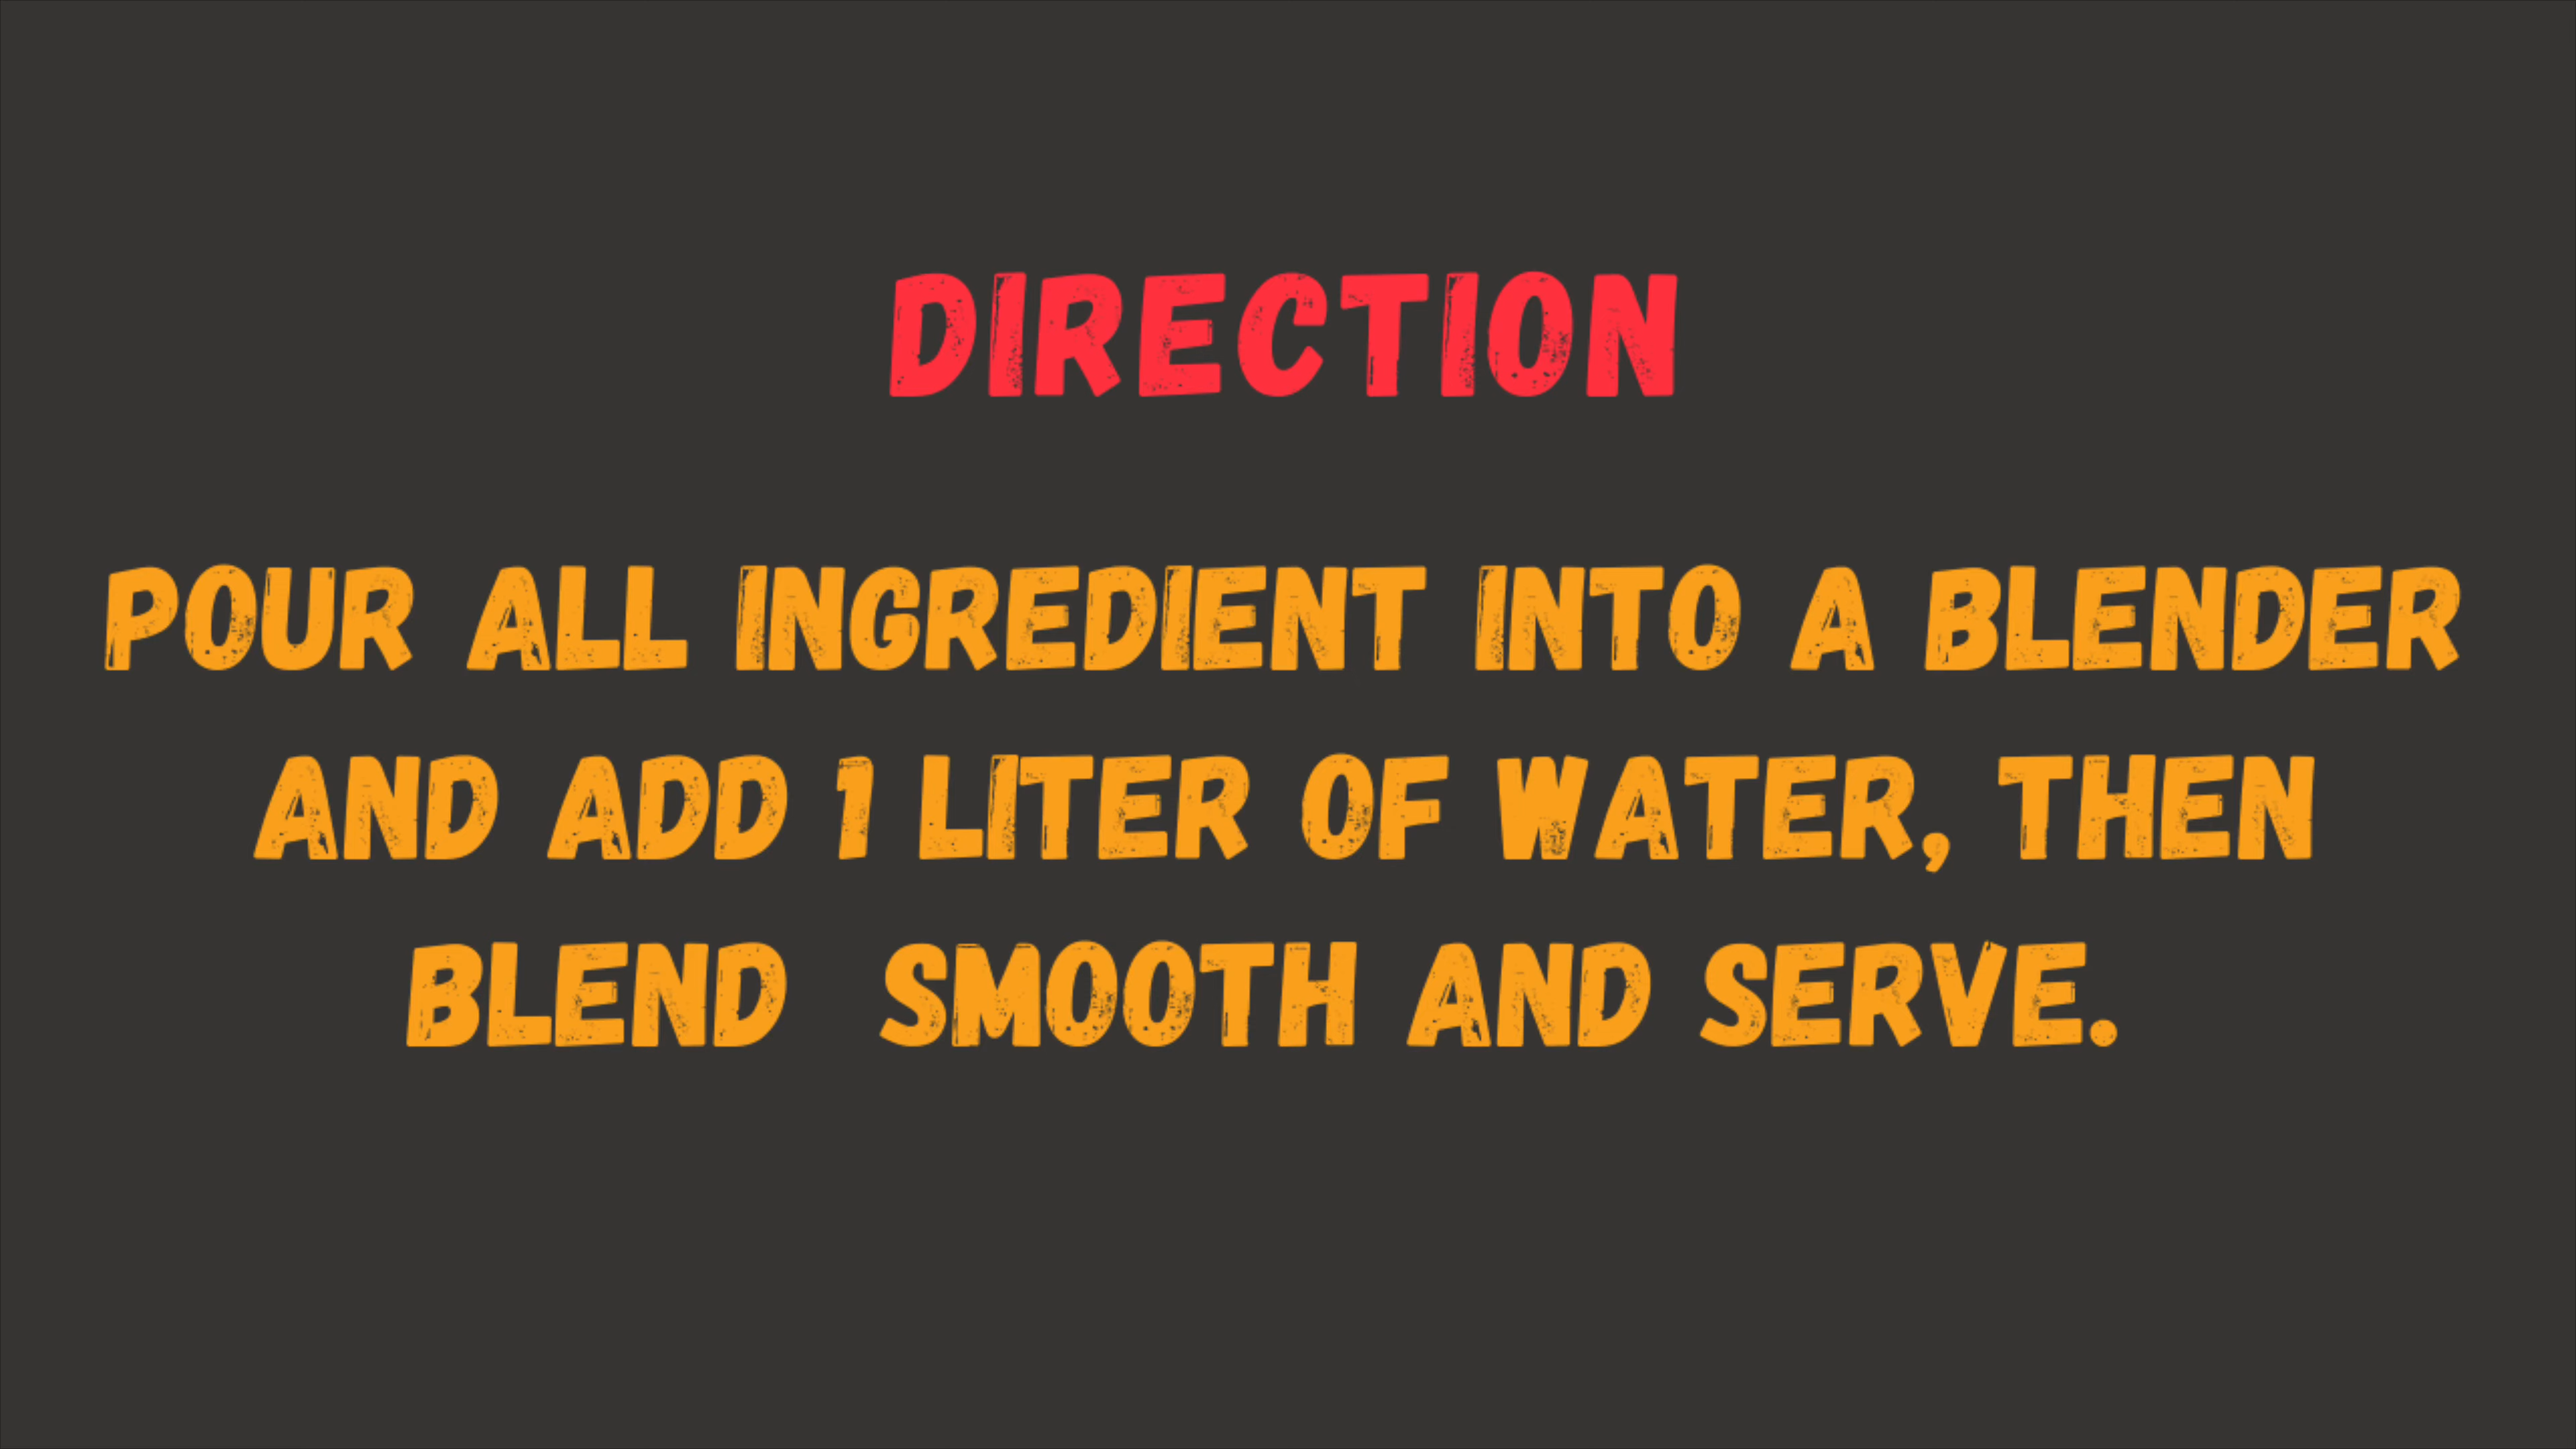 DIRECTION
POUR ALL INGREDIENT INTO A BLENDER
AND ADD 1 LITER OF WATER, THEN
BLEND SMOOTH AND SERVE.